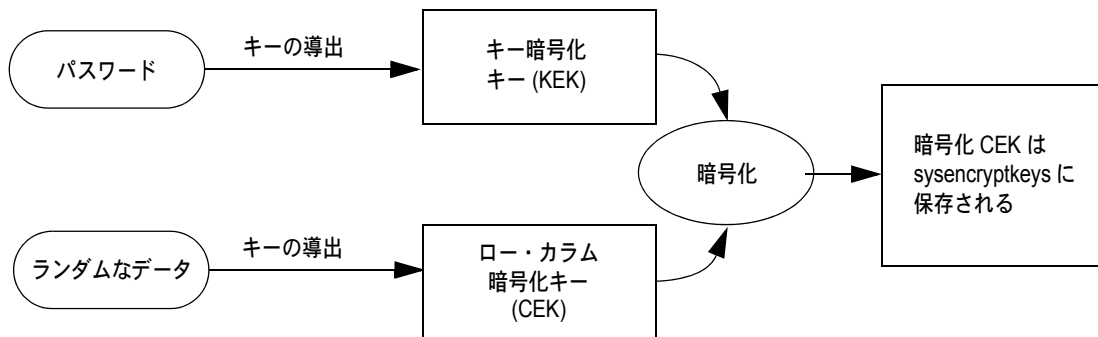 パスワード
キーの導出
キー暗号化
キー (KEK)
暗号化
暗号化 CEK は
sysencryptkeys に
保存される
ランダムなデータ
キーの導出
ロー・カラム
暗号化キー
(CEK)